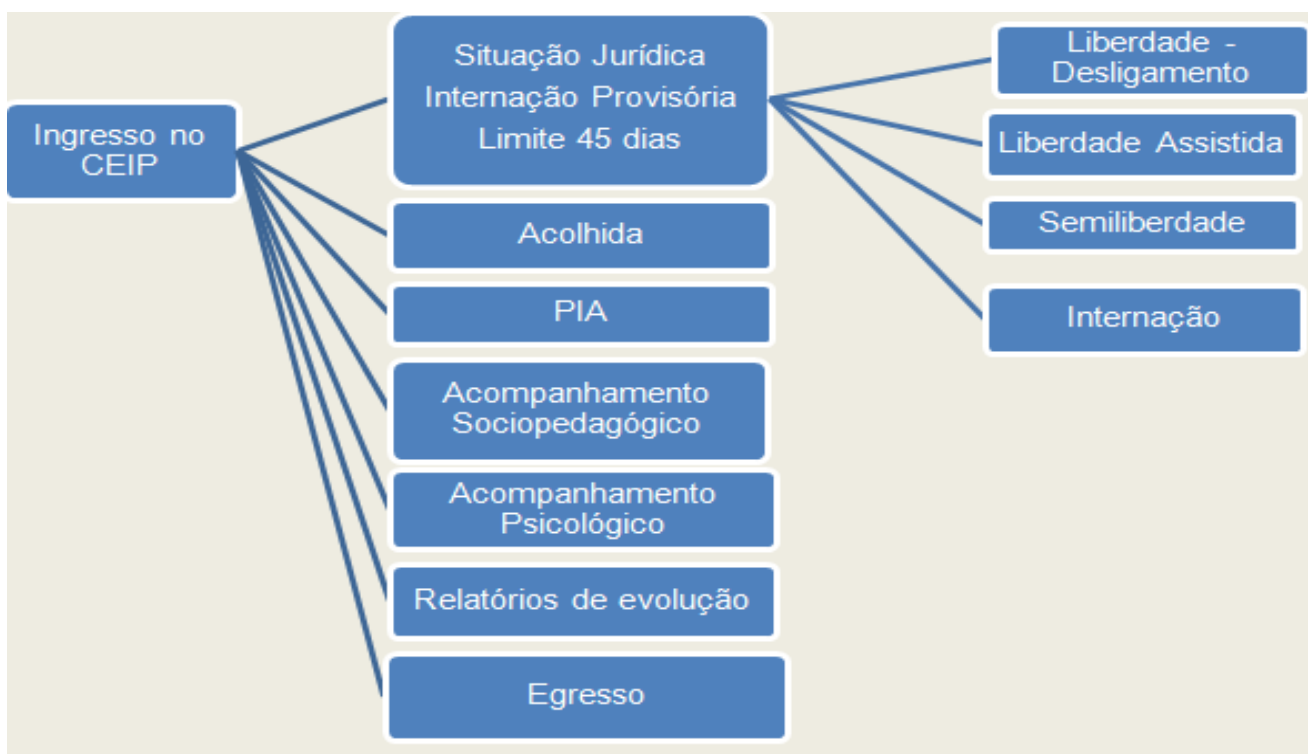 Ingresso no
CEIP
Situação Jurídica
Internação Provisória
Limite 45 dias
Acolhida
PIA
Acompanhamento
Sociopedagógico
Acompanhamento
Psicológico
Relatórios de evolução
Egresso
Liberdade -
Desligamento
Liberdade Assistida
Semiliberdade
Internação